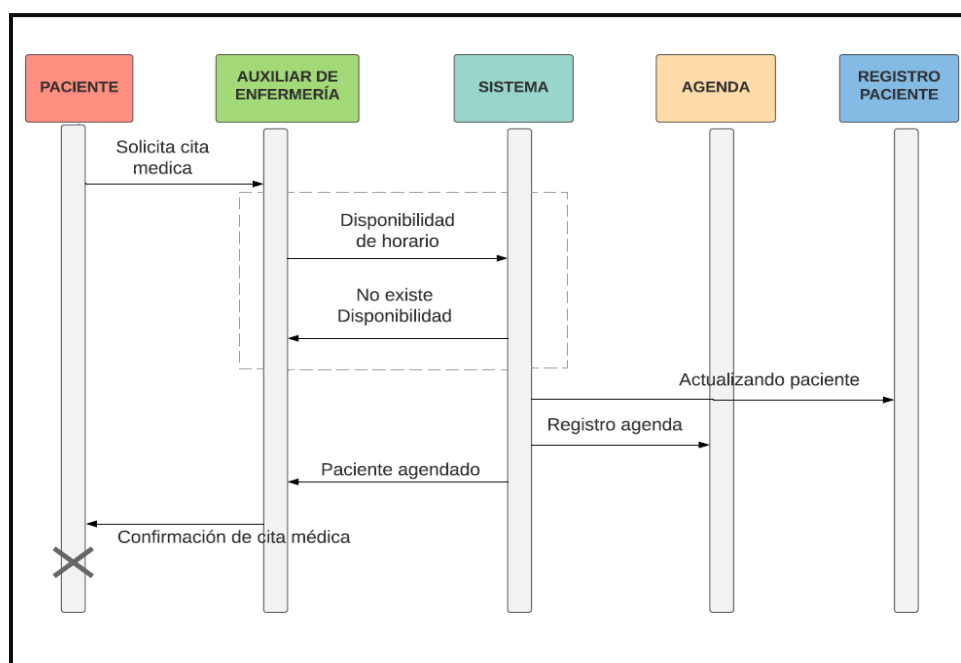 PACIENTE
AUXILIAR DE
ENFERMERÍA
SISTEMA
AGENDA
REGISTRO
PACIENTE
Solicita cita
medica
Disponibilidad
de horario
No existe
Disponibilidad
Actualizando paciente
Registro agenda
Paciente agendado
Confirmación de cita médica